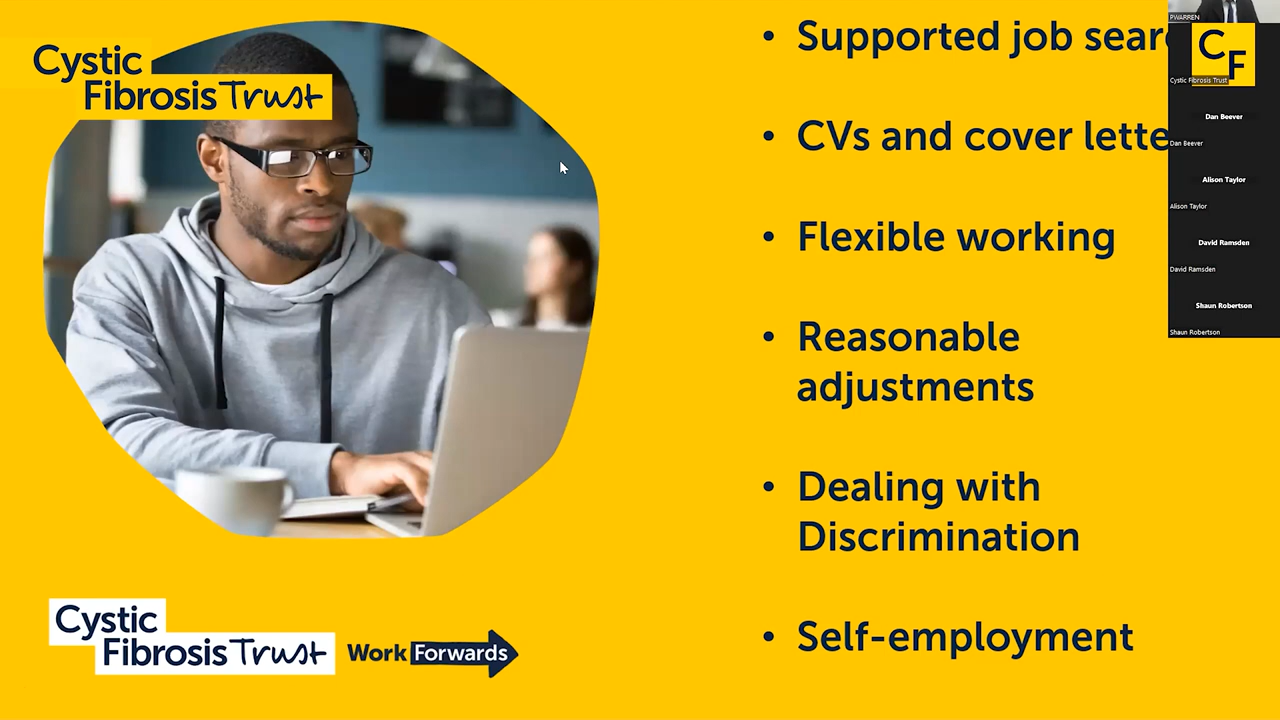 Cystic
Fibrosis Trust
• Supported job sear
• CVs and cover lette
• Flexible working
• Reasonable
adjustments
• Dealing with
Discrimination
• Self-employment
Cystic
Fibrosis Trust
Work Forwards
PWARREN
C
F
Cystic Fibrosis Trust
Dan Beever
Dan Beever
Alison Taylor
Alison Taylor
David Ramsden
David Ramsden
Shaun Robertson
Shaun Robertson